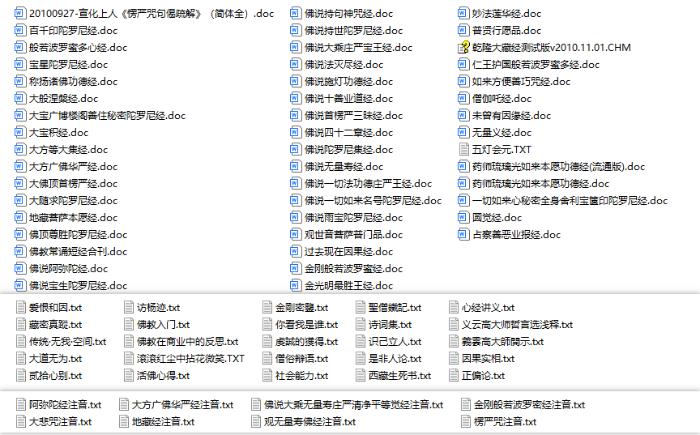 20100927-宣化上人《楞严咒句偈疏解》（简体全）.doc
百千印陀罗尼经.doc
般若波罗蜜多心经.doc
宝星陀罗尼经.doc
称扬诸佛功德经.doc
大般涅槃经.doc
大宝广博楼阁善住秘密陀罗尼经.doc
大宝积经.doc
大方等大集经.doc
大方广佛华严经.doc
大佛顶首楞严经.doc
大随求陀罗尼经.doc
地藏菩萨本愿经.doc
佛顶尊胜陀罗尼经.doc
佛教常诵短经合刊.doc
佛说阿弥陀经.doc
佛说宝生陀罗尼经.doc
佛说持句神咒经.doc
佛说持世陀罗尼经.doc
佛说大乘庄严宝王经.doc
佛说法灭尽经.doc
佛说施灯功德经.doc
佛说十善业道经.doc
佛说首楞严三昧经.doc
佛说四十二章经.doc
佛说陀罗尼集经.doc
佛说无量寿经.doc
佛说一切法功德庄严王经.doc
佛说一切如来名号陀罗尼经.doc
佛说雨宝陀罗尼经.doc
观世音菩萨普门品.doc
过去现在因果经.doc
金刚般若波罗蜜经.doc
金光明最胜王经.doc
妙法莲华经.doc
普贤行愿品.doc
乾隆大藏经测试版v2010.11.01.CHM
仁王护国般若波罗蜜多经.doc
如来方便善巧咒经.doc
僧伽吒经.doc
未曾有因缘经.doc
无量义经.doc
五灯会元.TXT
药师琉璃光如来本愿功德经(流通版).doc
药师琉璃光如来本愿功德经.doc
一切如来心秘密全身舍利宝箧印陀罗尼经.doc
圆觉经.doc
占察善恶业报经.doc
爱恨和因.txt
藏密真蹤.txt
传统·无我·空间.txt
大道无为.txt
贰拾心别.txt
访杨迹.txt
佛教入门.txt
佛教在商业中的反思.txt
滚滚红尘中拈花微笑.TXT
活佛心得.txt
金刚密鑿.txt
你看我是谁.txt
虔誠的獲得.txt
僧俗辩语.txt
社会能力.txt
聖僧鐵記.txt
诗词集.txt
识己立人.txt
是非人论.txt
西藏生死书.txt
心经讲义.txt
义云高大师哲言选浅释.txt
義雲高大師開示.txt
因果实相.txt
正倫论.txt
阿弥陀经注音.txt
大悲咒注音.txt
大方广佛华严经注音.txt
地藏经注音.txt
佛说大乘无量寿庄严清净平等觉经注音.txt
观无量寿佛经注音.txt
金刚般若波罗密经注音.txt
楞严咒注音.txt